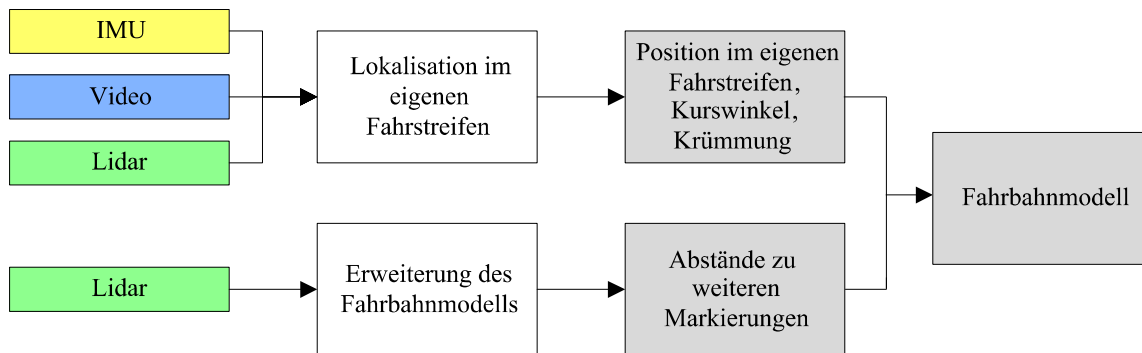 IMU
Video
Lidar
Lokalisation im
eigenen
Fahrstreifen
Position im eigenen
Fahrstreifen,
Kurswinkel,
Krümmung
Fahrbahnmodell
Lidar
Erweiterung des
Fahrbahnmodells
Abstände zu
weiteren
Markierungen